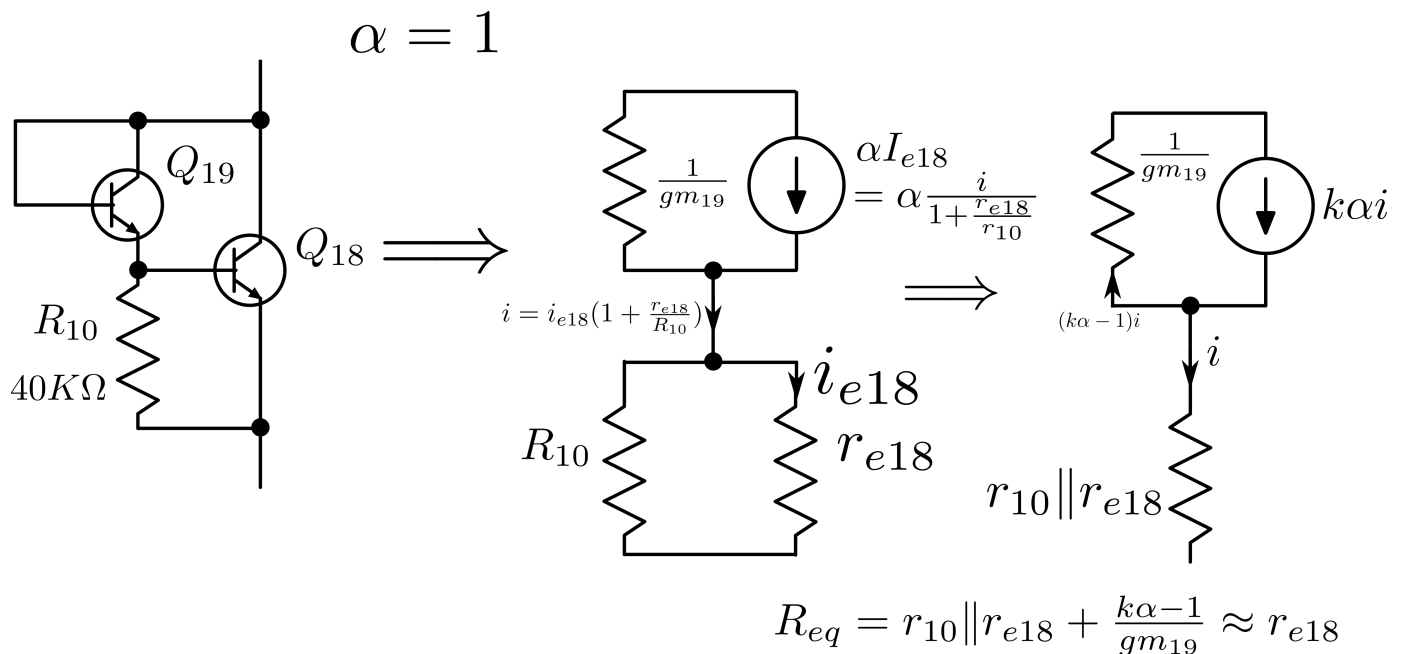 α = 1
Q19
Q18
R10
40KΩ
1/gm19
αIe18
= α i/(1+re18/r10)
i = ie18(1 + re18/R10)
ie18
R10
re18
1/gm19
kαi
(kα - 1)i
i
r10||re18
Req = r10||re18 + (kα−1)/gm19 ≈ re18